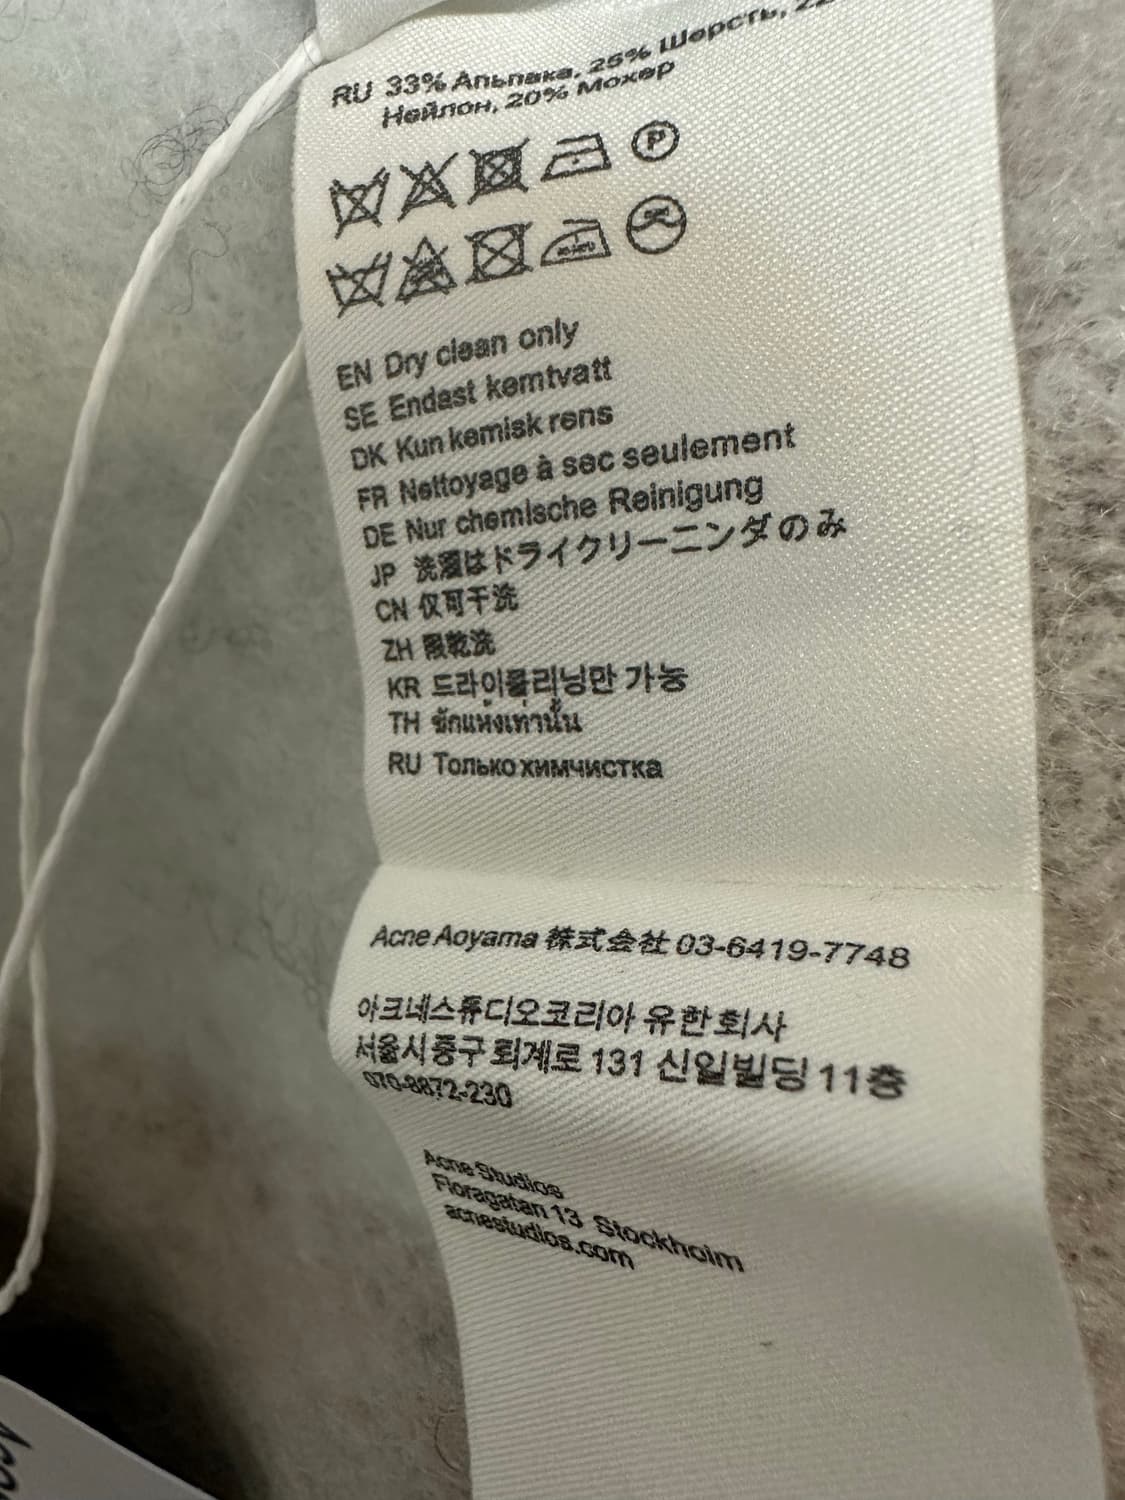 RU 33% Альпака, 25% Шерсть, 22
Нейлон, 20% Мохер
P
EN Dry clean only
SE Endast kemtvätt
DK Kun kemisk rens
FR Nettoyage à sec seulement
DE Nur chemische Reinigung
JP 洗濯はドライクリーニングのみ
CN 仅可干洗
ZH 限乾洗
KR 드라이클리닝만 가능
TH ซักแห้งเท่านั้น
RU Только химчистка
Acne Aoyama 株式会社 03-6419-7748
아크네스튜디오코리아 유한회사
서울시 중구 퇴계로 131 신일빌딩 11층
070-8872-230
Acne Studios
Floragatan 13 Stockholm
acnestudios.com